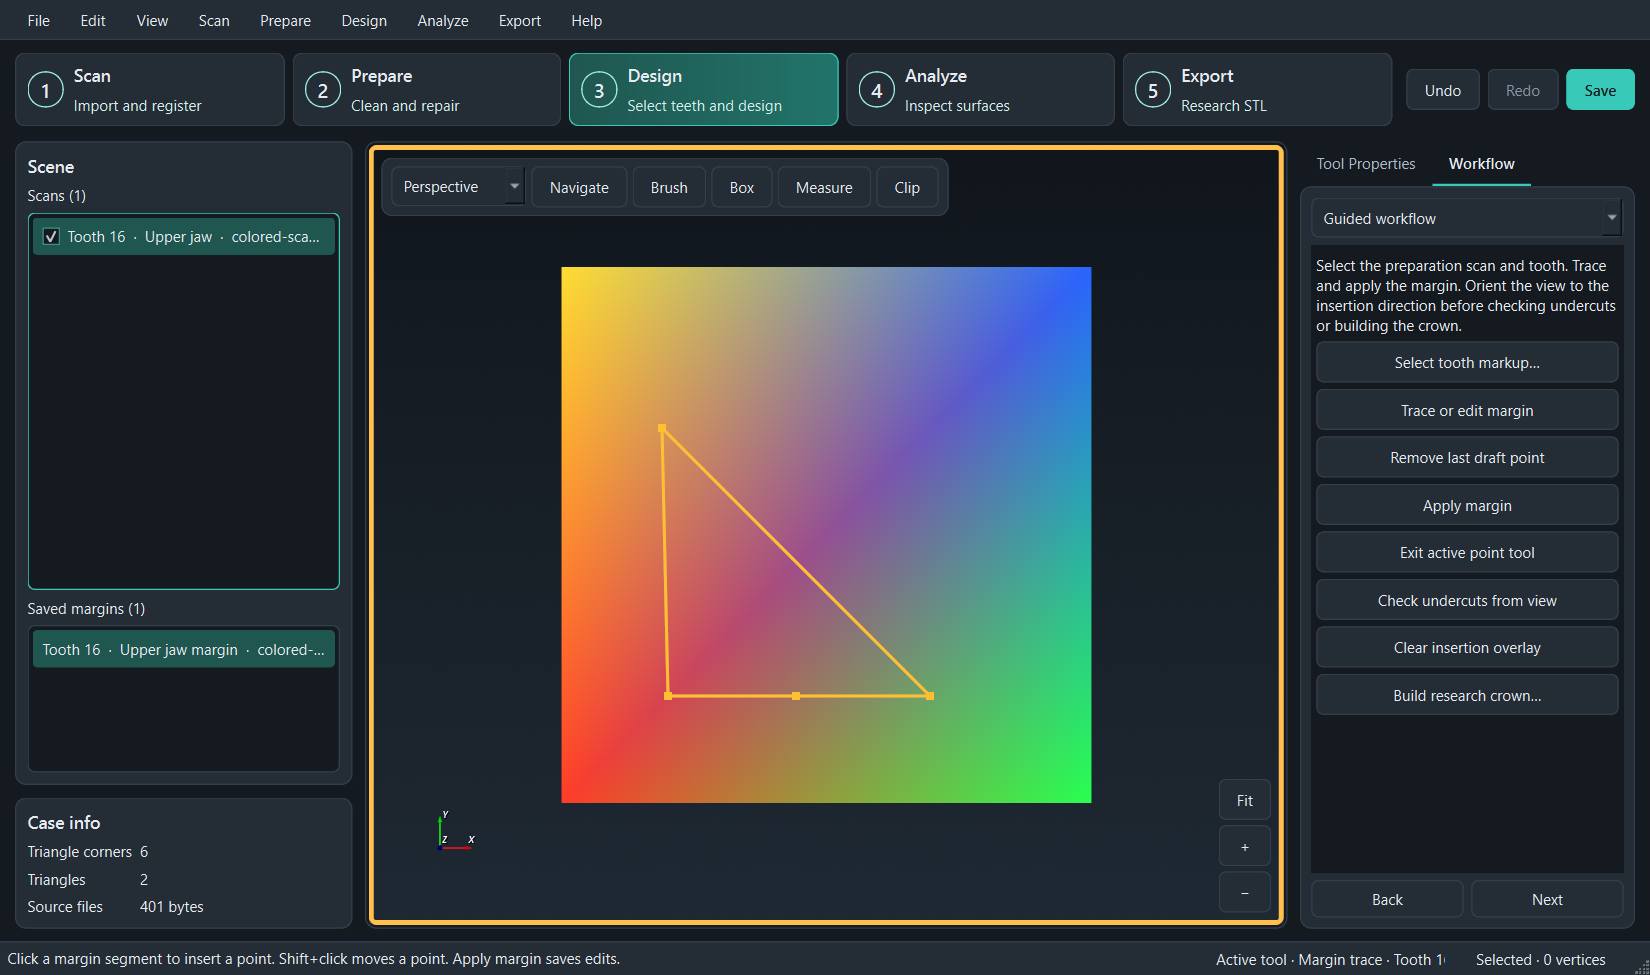 File Edit View Scan Prepare Design Analyze Export Help
1 Scan
Import and register
2 Prepare
Clean and repair
3 Design
Select teeth and design
4 Analyze
Inspect surfaces
5 Export
Research STL
Undo
Redo
Save
Scene
Scans (1)
Tooth 16 · Upper jaw · colored-sca...
Saved margins (1)
Tooth 16 · Upper jaw margin · colored-...
Case info
Triangle corners 6
Triangles 2
Source files 401 bytes
Perspective
Navigate
Brush
Box
Measure
Clip
Y
Z X
Fit
+
−
Tool Properties
Workflow
Guided workflow
Select the preparation scan and tooth. Trace
and apply the margin. Orient the view to the
insertion direction before checking undercuts
or building the crown.
Select tooth markup...
Trace or edit margin
Remove last draft point
Apply margin
Exit active point tool
Check undercuts from view
Clear insertion overlay
Build research crown...
Back
Next
Click a margin segment to insert a point. Shift+click moves a point. Apply margin saves edits.
Active tool · Margin trace · Tooth 1
Selected · 0 vertices